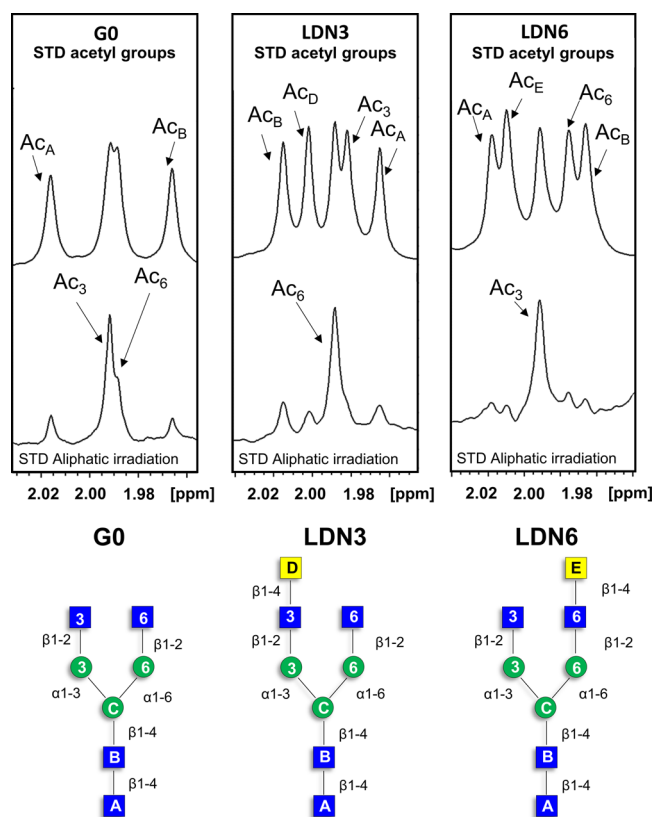 G0
STD acetyl groups
AcA
AcB
Ac3
Ac6
STD Aliphatic irradiation
2.02 2.00 1.98 [ppm]
LDN3
STD acetyl groups
AcD
AcB
Ac3
AcA
Ac6
STD Aliphatic irradiation
2.02 2.00 1.98 [ppm]
LDN6
STD acetyl groups
AcE
AcA
Ac6
AcB
Ac3
STD Aliphatic irradiation
2.02 2.00 1.98 [ppm]
G0
3 6
β1-2 β1-2
3 6
α1-3 α1-6
C
β1-4
B
β1-4
A
LDN3
D
β1-4
3 6
β1-2 β1-2
3 6
α1-3 α1-6
C
β1-4
B
β1-4
A
LDN6
E
β1-4
3 6
β1-2 β1-2
3 6
α1-3 α1-6
C
β1-4
B
β1-4
A